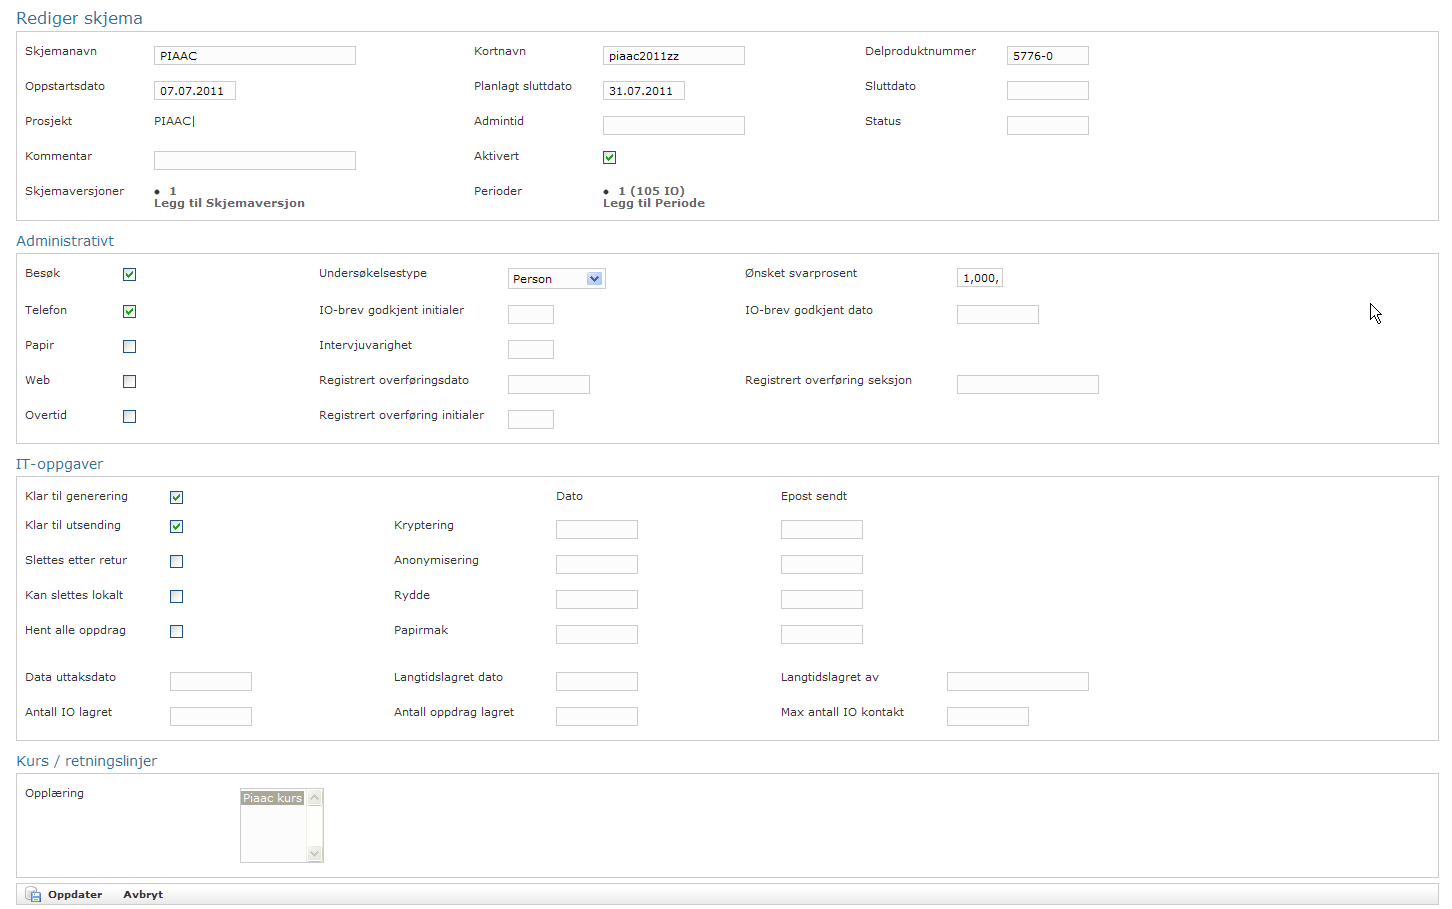 Rediger skjema
Skjemanavn PIAAC Kortnavn piaac2011zz Delproduktnummer 5776-0
Oppstartsdato 07.07.2011 Planlagt sluttdato 31.07.2011 Sluttdato
Prosjekt PIAAC| Admintid Status
Kommentar Aktivert
Skjemaversjoner • 1 Perioder • 1 (105 IO)
Legg til Skjemaversjon Legg til Periode
Administrativt
Besøk Undersøkelsestype Person Ønsket svarprosent 1,000,
Telefon IO-brev godkjent initialer IO-brev godkjent dato
Papir Intervjuvarighet
Web Registrert overføringsdato Registrert overføring seksjon
Overtid Registrert overføring initialer
IT-oppgaver
Klar til generering Dato Epost sendt
Klar til utsending Kryptering
Slettes etter retur Anonymisering
Kan slettes lokalt Rydde
Hent alle oppdrag Papirmak
Data uttaksdato Langtidslagret dato Langtidslagret av
Antall IO lagret Antall oppdrag lagret Max antall IO kontakt
Kurs / retningslinjer
Opplæring Piaac kurs
Oppdater Avbryt